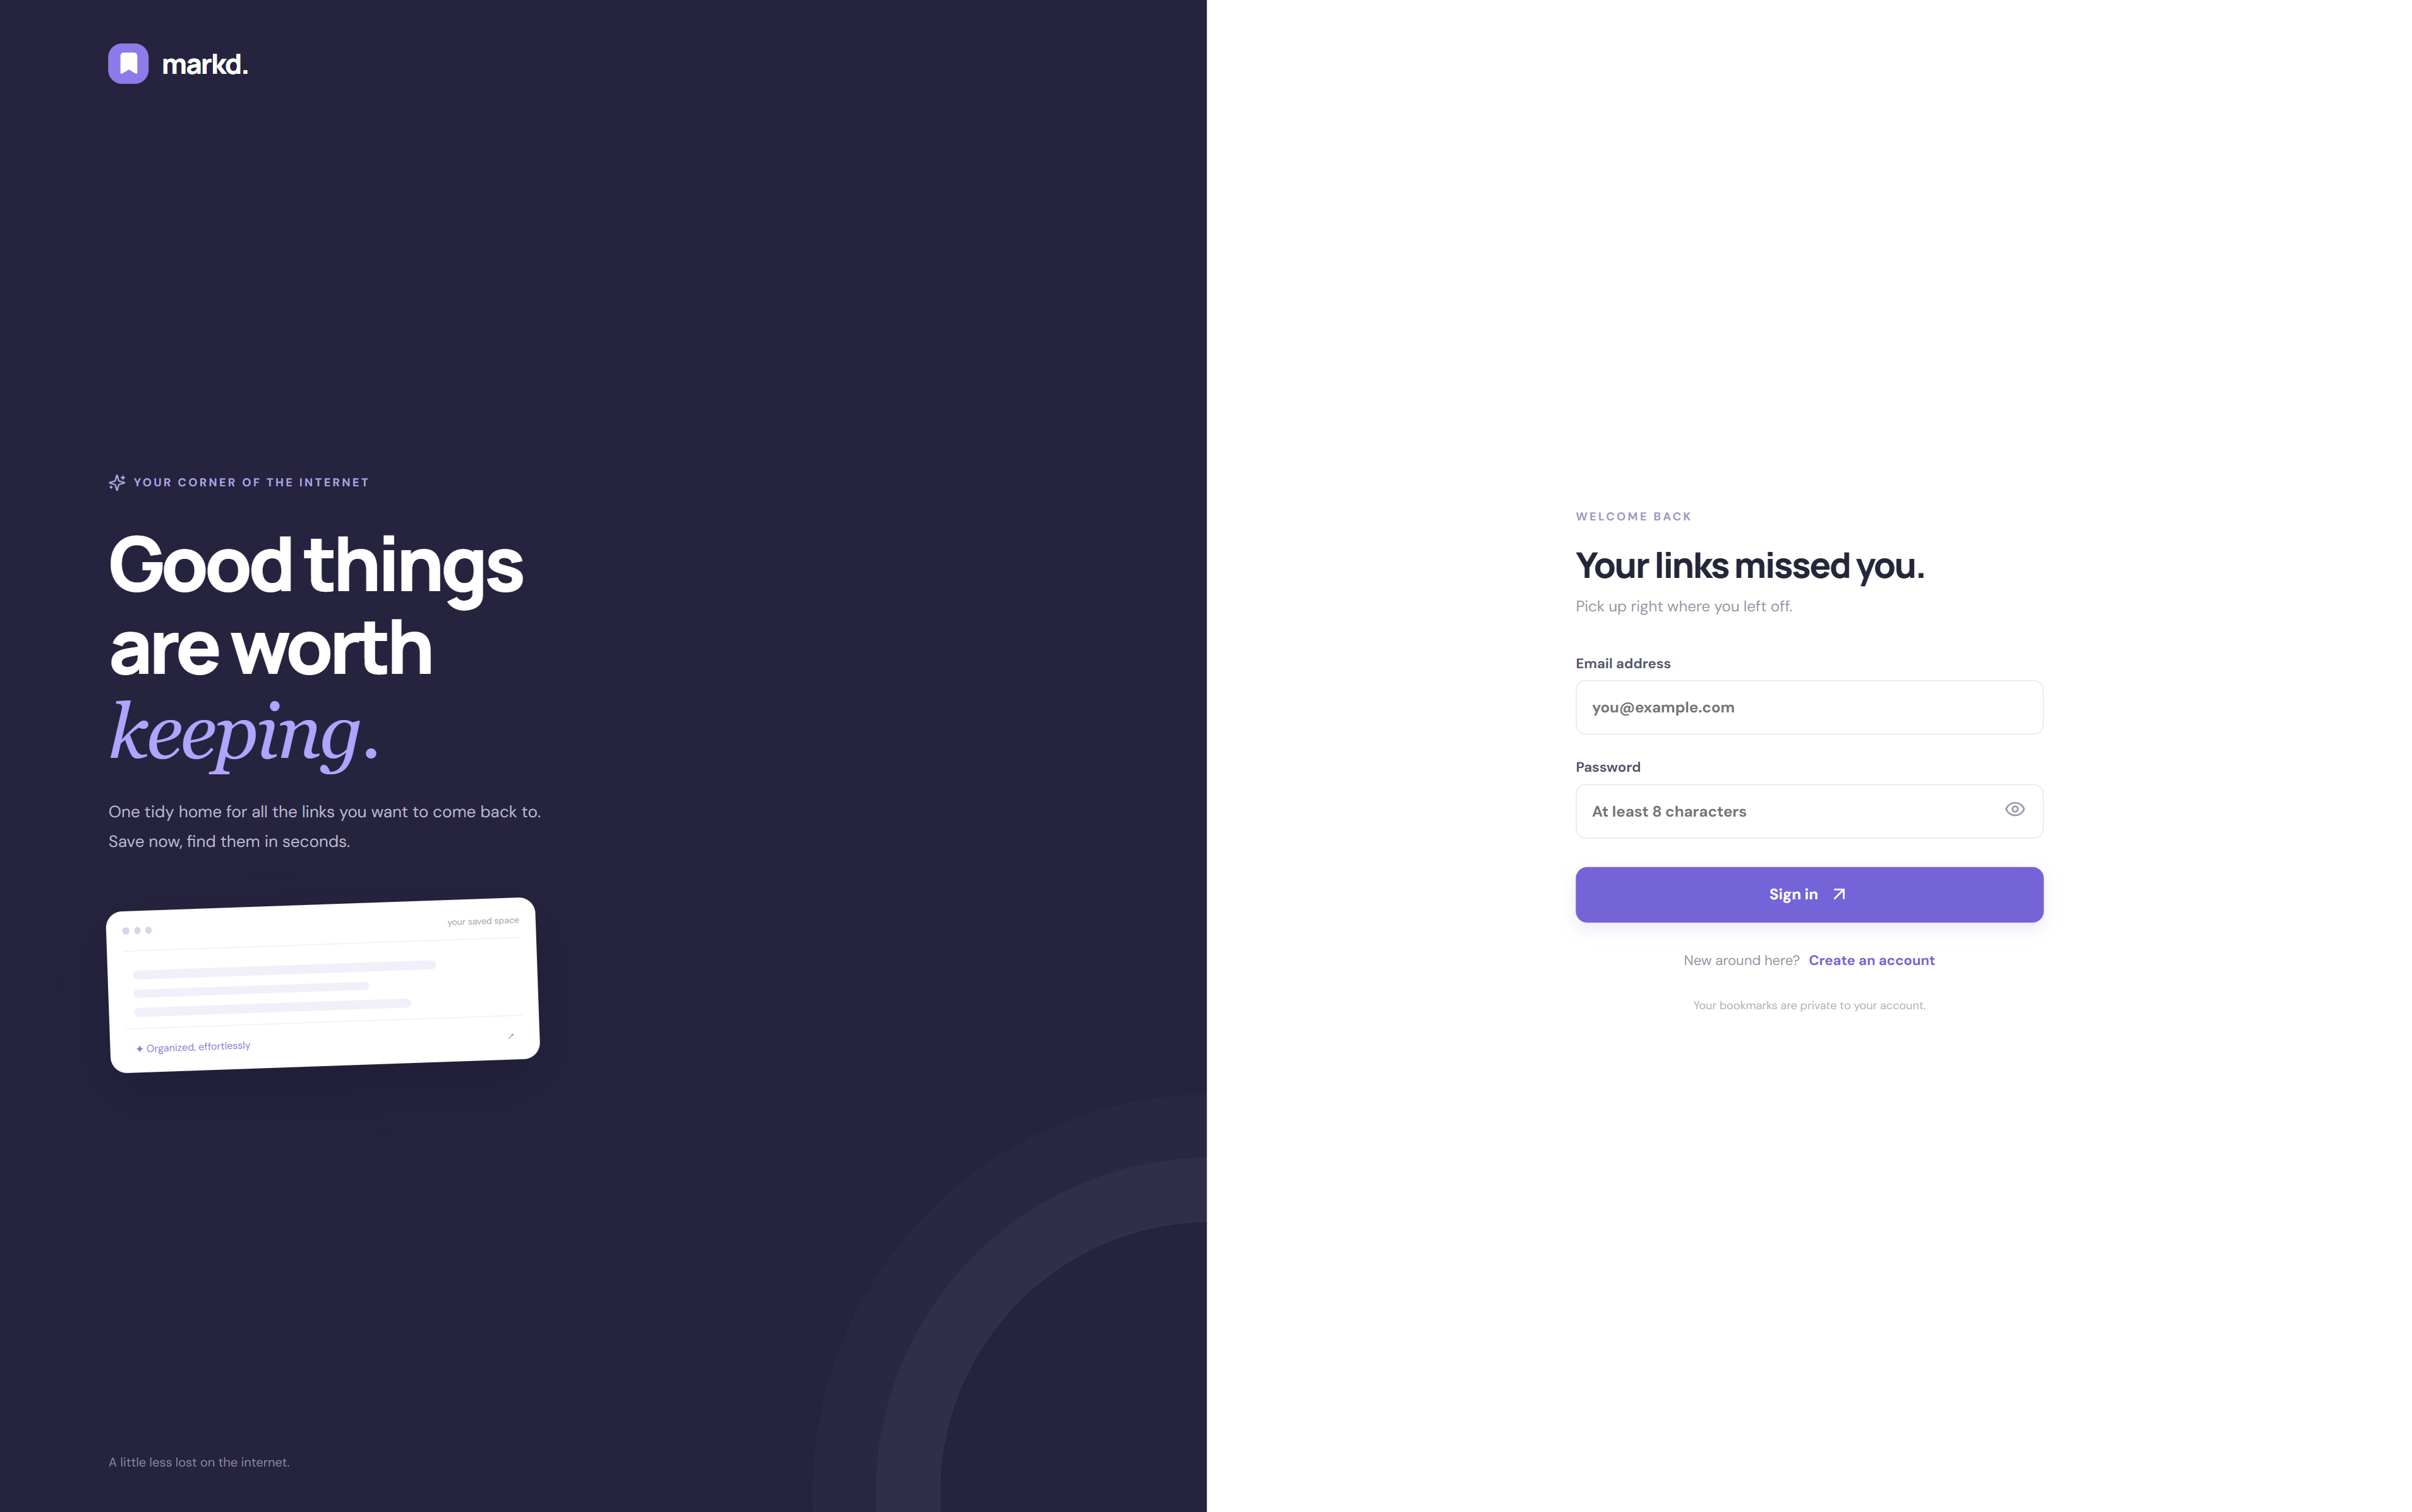 markd.
YOUR CORNER OF THE INTERNET
Good things
are worth
keeping.
One tidy home for all the links you want to come back to.
Save now, find them in seconds.
your saved space
✦ Organized, effortlessly
↗
A little less lost on the internet.
WELCOME BACK
Your links missed you.
Pick up right where you left off.
Email address
you@example.com
Password
At least 8 characters
Sign in
New around here? Create an account
Your bookmarks are private to your account.